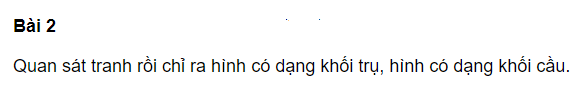 Bài 2
Quan sát tranh rồi chỉ ra hình có dạng khối trụ, hình có dạng khối cầu.